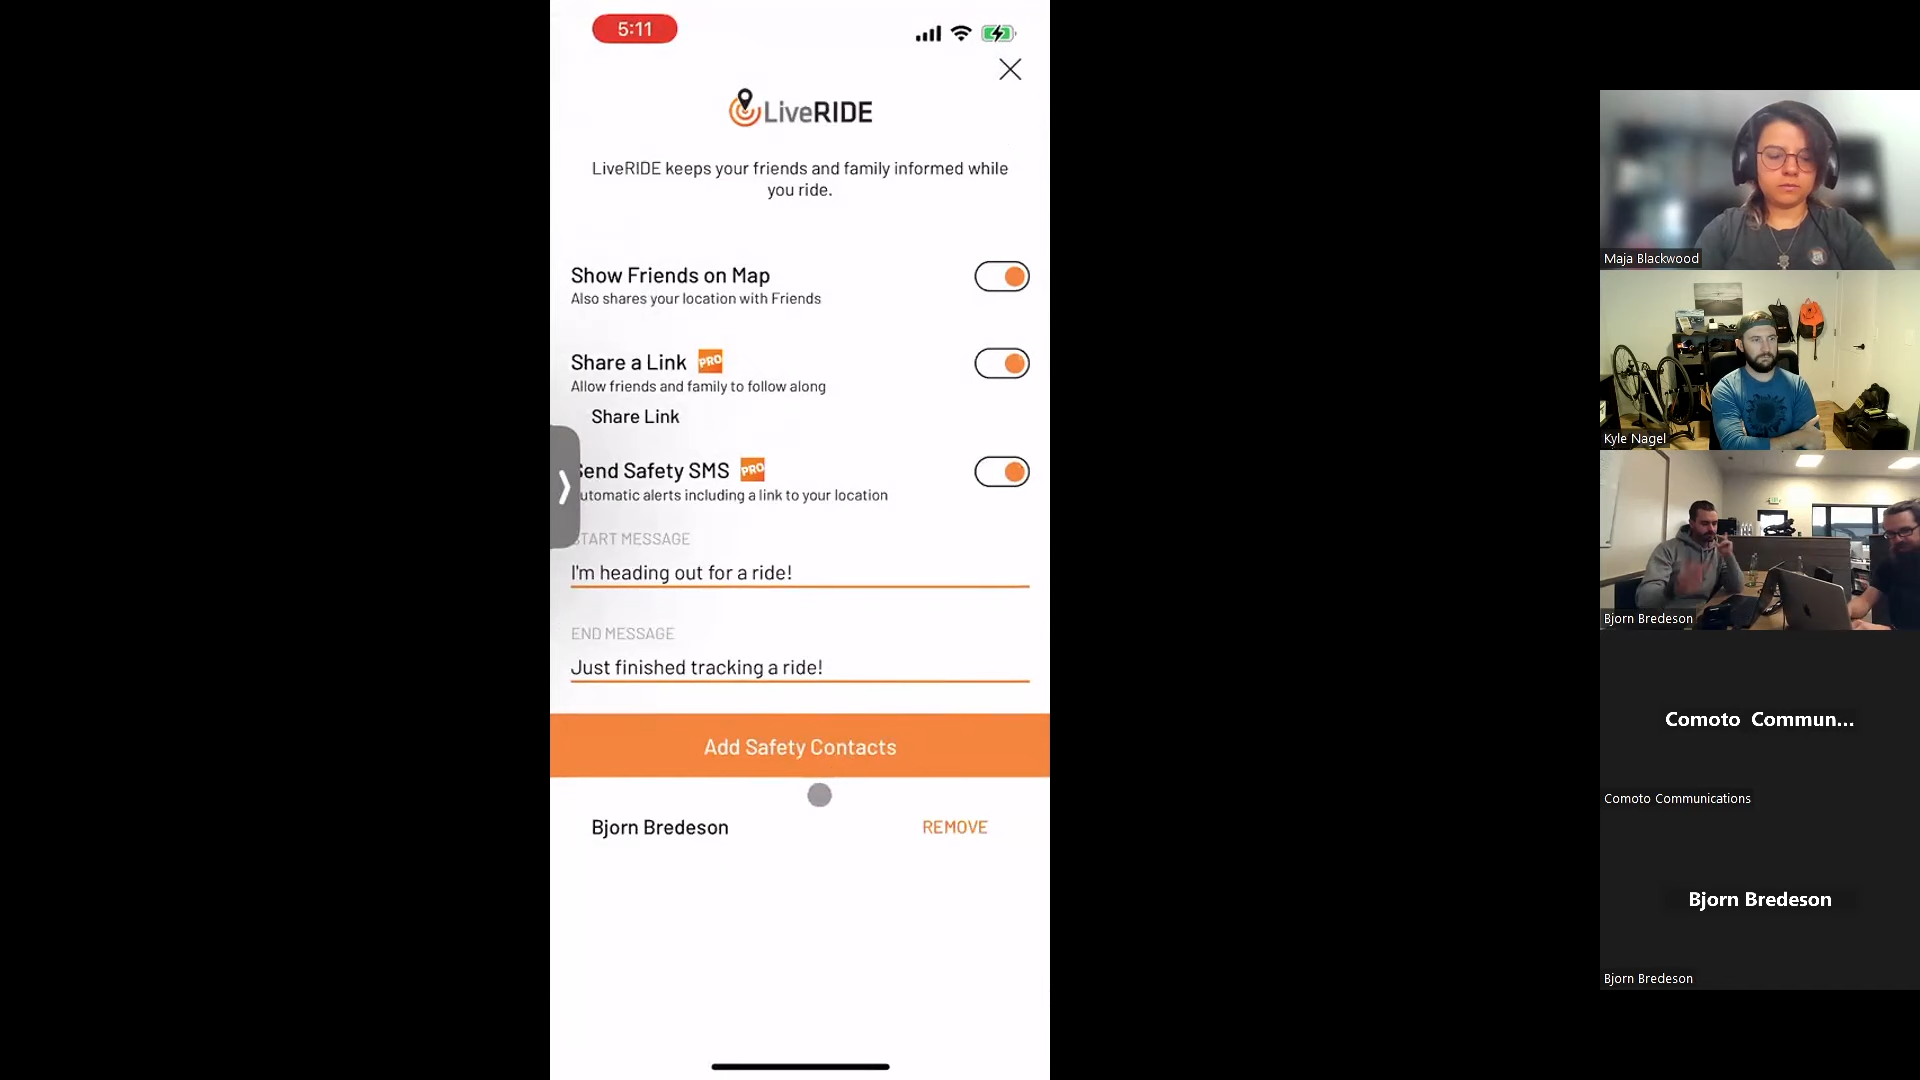 5:11
LiveRIDE
LiveRIDE keeps your friends and family informed while
you ride.
Show Friends on Map
Also shares your location with Friends
Share a Link PRO
Allow friends and family to follow along
Share Link
end Safety SMS PRO
utomatic alerts including a link to your location
START MESSAGE
I'm heading out for a ride!
END MESSAGE
Just finished tracking a ride!
Add Safety Contacts
Bjorn Bredeson REMOVE
Maja Blackwood
Kyle Nagel
Bjorn Bredeson
Comoto Commun...
Comoto Communications
Bjorn Bredeson
Bjorn Bredeson